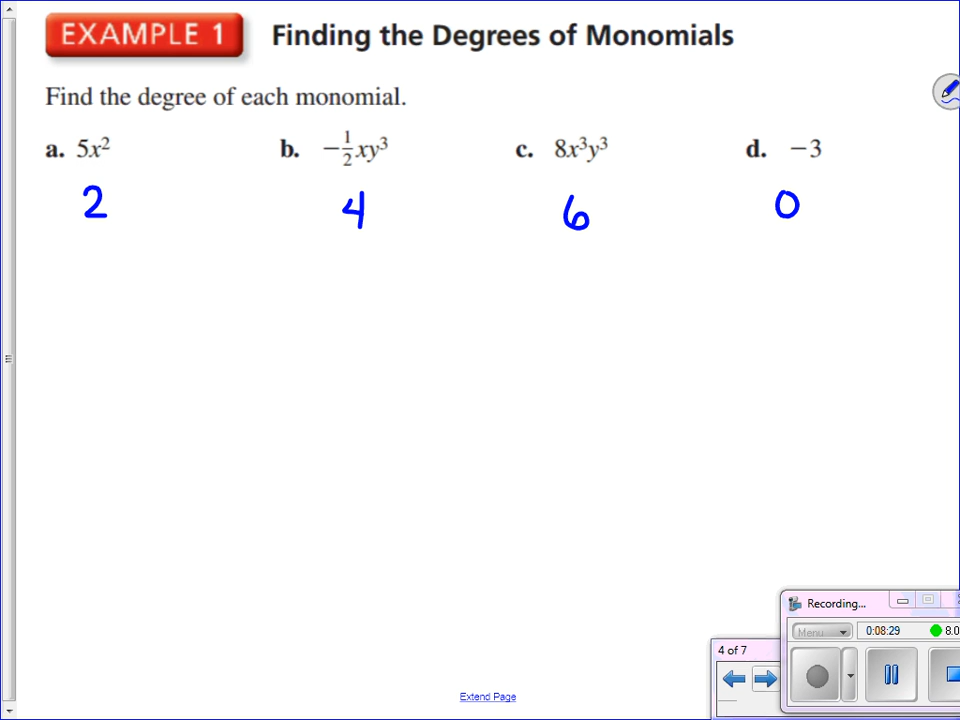 EXAMPLE 1 Finding the Degrees of Monomials
Find the degree of each monomial.
a. 5x² b. −½xy³ c. 8x³y³ d. −3
2 4 6 0
Recording...
Menu 0:08:29 8.0
4 of 7
Extend Page